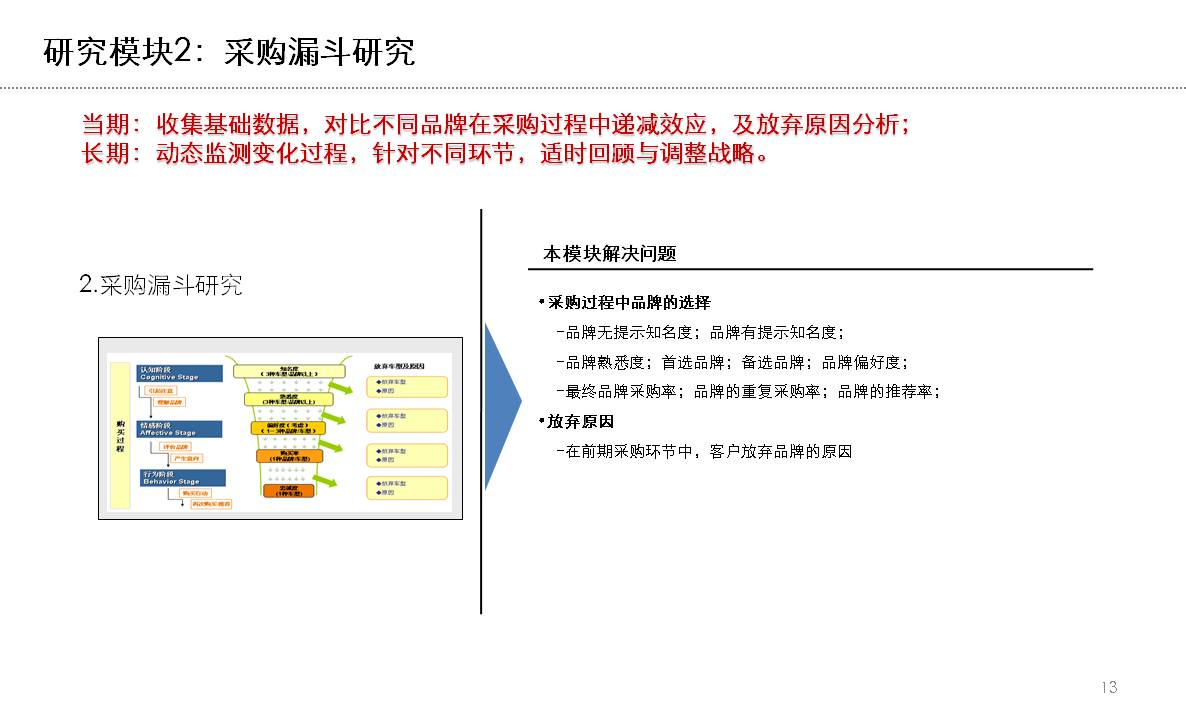 研究模块2：采购漏斗研究
当期：收集基础数据，对比不同品牌在采购过程中递减效应，及放弃原因分析；
长期：动态监测变化过程，针对不同环节，适时回顾与调整战略。
2.采购漏斗研究
购买过程
认知阶段
Cognitive Stage
引起注意
理解品牌
情感阶段
Affective Stage
评价品牌
产生意向
行为阶段
Behavior Stage
购买行动
再次购买/推荐
知名度
（3种车型/品牌以上）
熟悉度
（3种车型/品牌以上）
偏好度（考虑）
（1－3种品牌/车型）
购买率
（1种品牌/车型）
忠诚度
（1种车型）
放弃车型及原因
◆放弃车型
◆原因
◆放弃车型
◆原因
◆放弃车型
◆原因
◆放弃车型
◆原因
本模块解决问题
•采购过程中品牌的选择
–品牌无提示知名度；品牌有提示知名度；
–品牌熟悉度；首选品牌；备选品牌；品牌偏好度；
–最终品牌采购率；品牌的重复采购率；品牌的推荐率；
•放弃原因
–在前期采购环节中，客户放弃品牌的原因
13